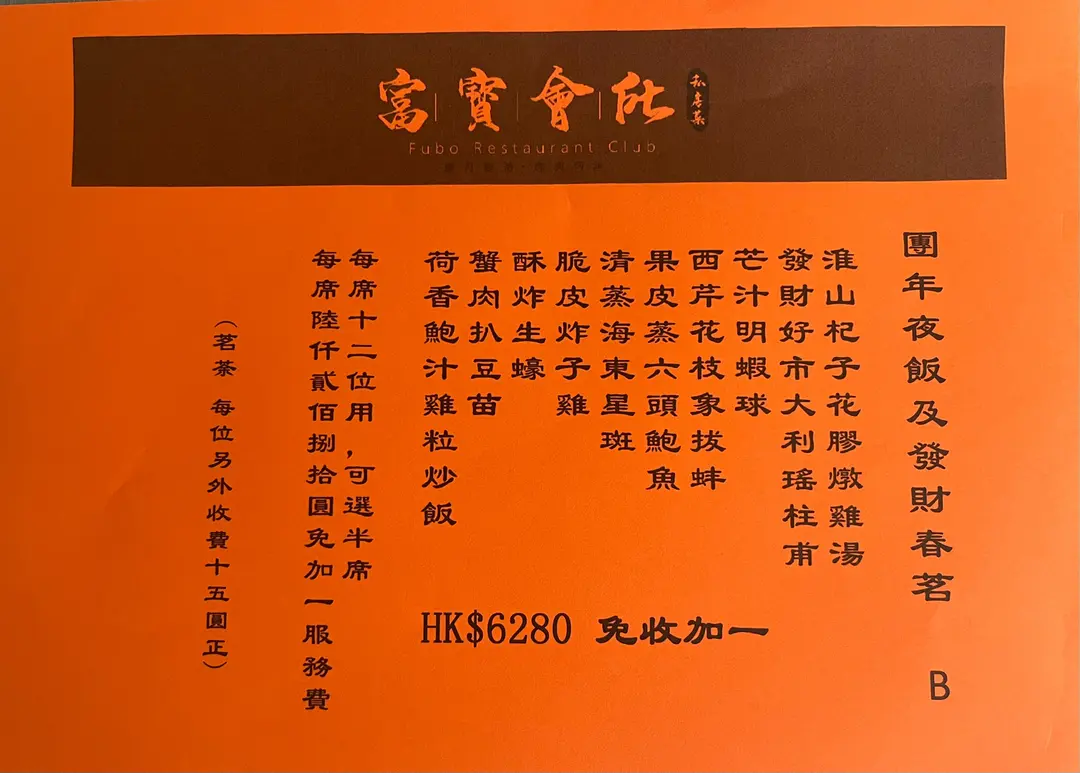 富寶會所
私房菜
Fubo Restaurant Club
團年夜飯及發財春茗
B
淮山杞子花膠燉雞湯
發財好市大利瑤柱甫
芒汁明蝦球
西芹花枝象拔蚌
果皮蒸六頭鮑魚
清蒸海東星斑
脆皮炸子雞
酥炸生蠔
蟹肉扒豆苗
荷香鮑汁雞粒炒飯
HK$6280 免收加一
每席十二位用，可選半席
每席陸仟貳佰捌拾圓免加一服務費
（茗茶 每位另外收費十五圓正）